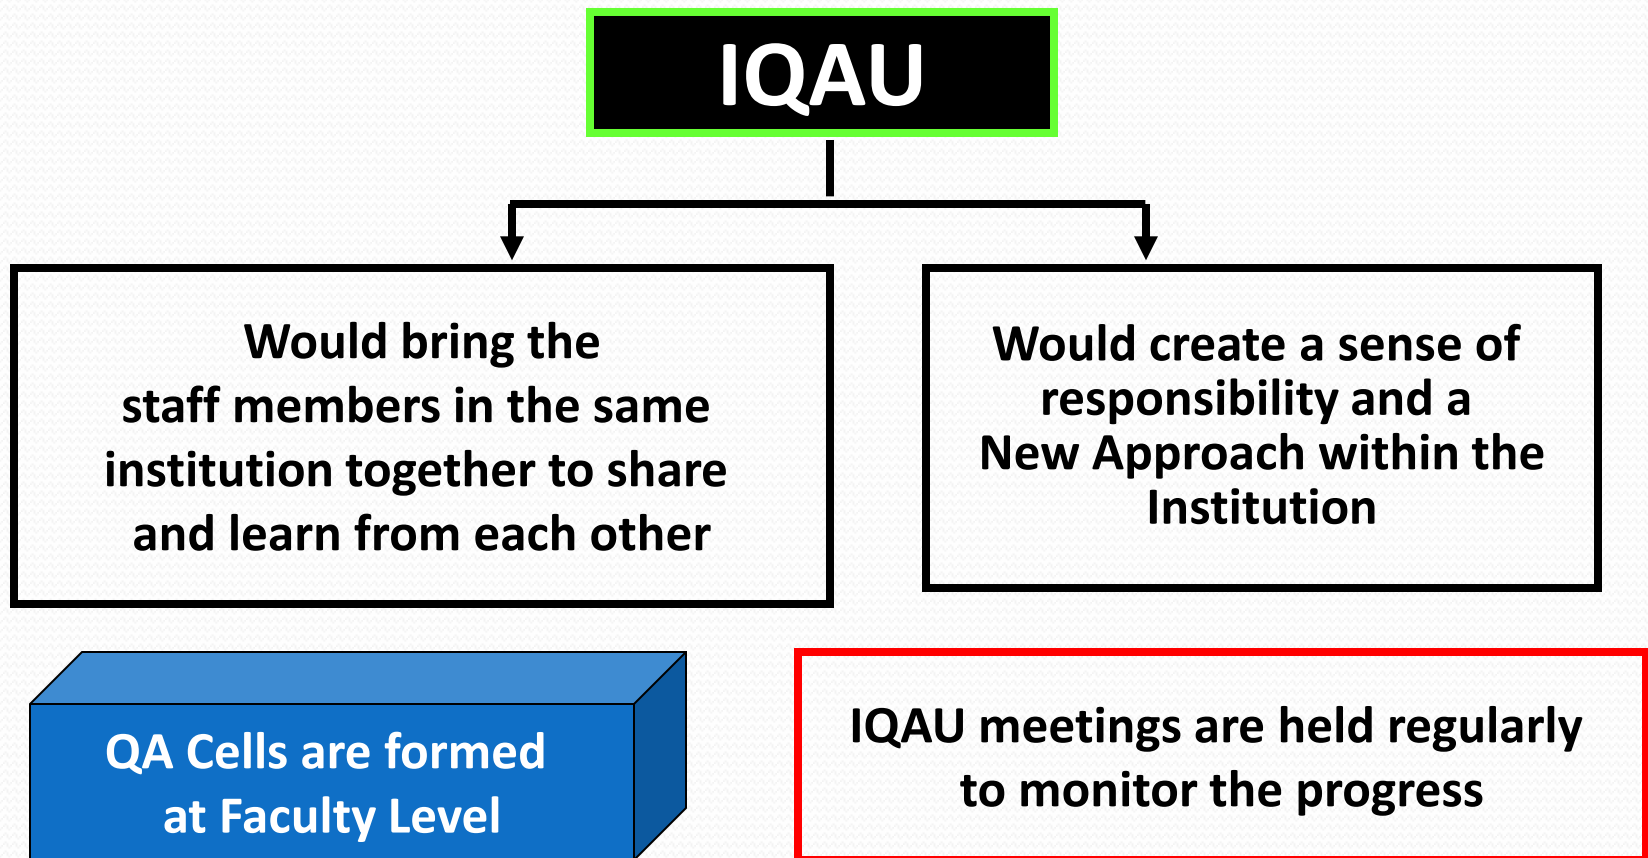 IQAU
Would bring the
staff members in the same
institution together to share
and learn from each other
Would create a sense of
responsibility and a
New Approach within the
Institution
QA Cells are formed
at Faculty Level
IQAU meetings are held regularly
to monitor the progress